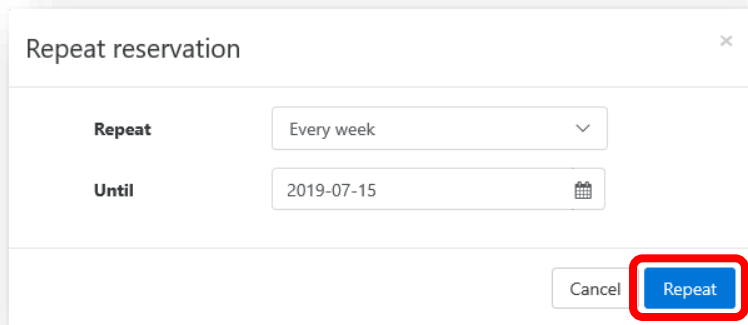 Repeat reservation
×
Repeat
Every week
Until
2019-07-15
Cancel
Repeat